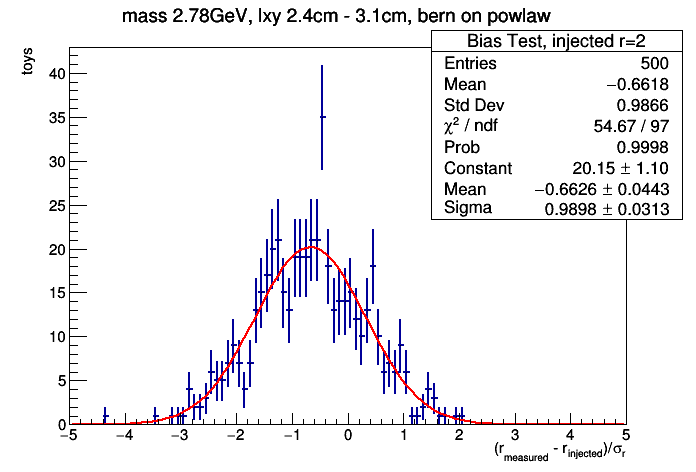 mass 2.78GeV, lxy 2.4cm - 3.1cm, bern on powlaw
Bias Test, injected r=2
Entries 500
Mean −0.6618
Std Dev 0.9866
χ² / ndf 54.67 / 97
Prob 0.9998
Constant 20.15 ± 1.10
Mean −0.6626 ± 0.0443
Sigma 0.9898 ± 0.0313
toys
40
35
30
25
20
15
10
5
0
−5 −4 −3 −2 −1 0 1 2 3 4 5
(r_measured - r_injected)/σ_r